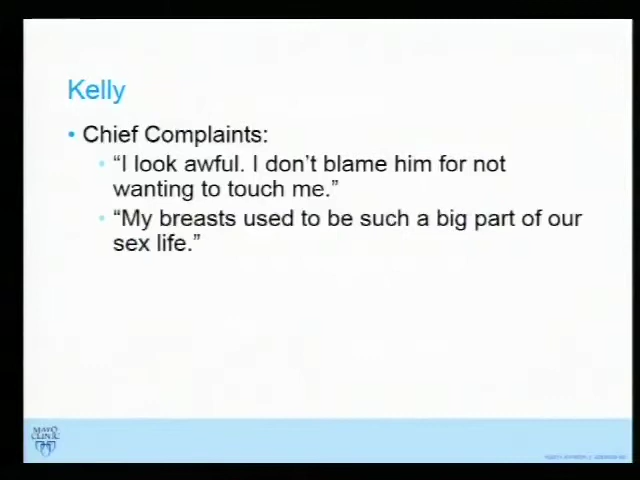 Kelly
• Chief Complaints:
• “I look awful. I don’t blame him for not
wanting to touch me.”
• “My breasts used to be such a big part of our
sex life.”
MAYO
CLINIC